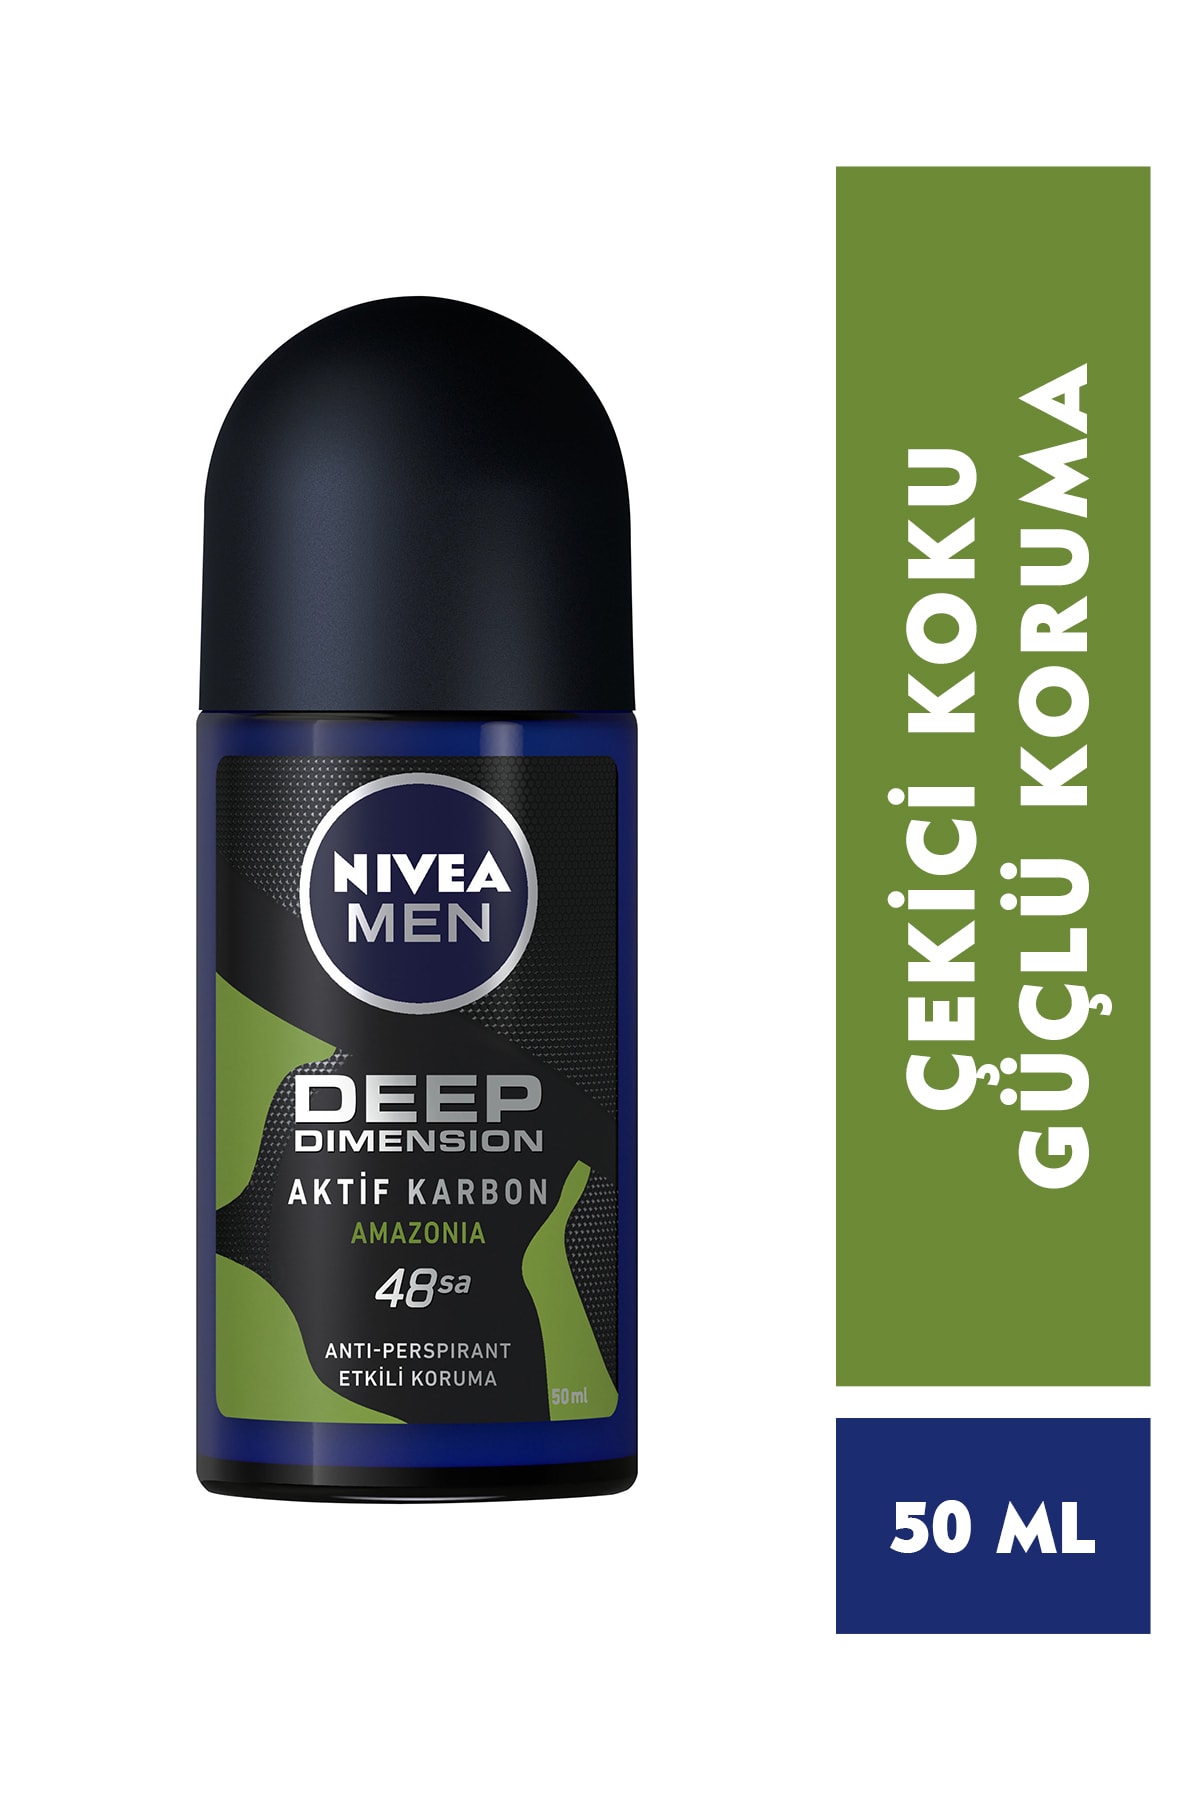 NIVEA
MEN
DEEP
DIMENSION
AKTİF KARBON
AMAZONIA
48sa
ANTI-PERSPIRANT
ETKİLİ KORUMA
50ml
ÇEKİCİ KOKU
GÜÇLÜ KORUMA
50 ML